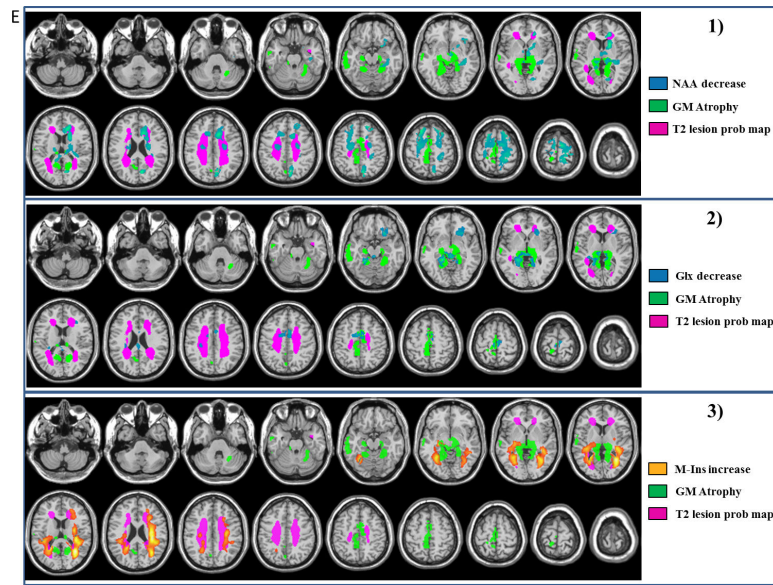 E
1)
NAA decrease
GM Atrophy
T2 lesion prob map
2)
Glx decrease
GM Atrophy
T2 lesion prob map
3)
M-Ins increase
GM Atrophy
T2 lesion prob map